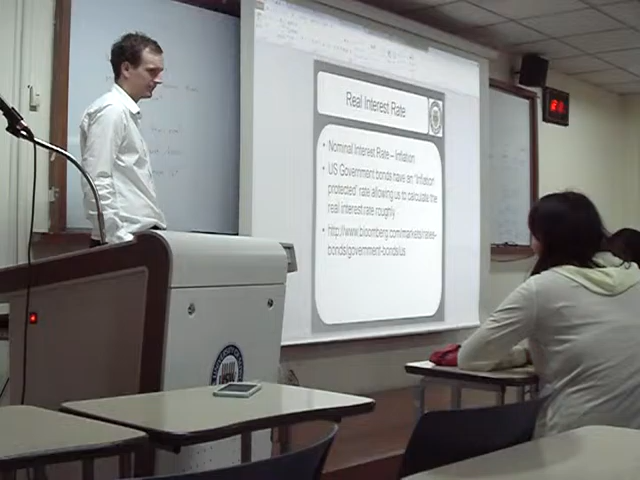 Real Interest Rate
• Nominal Interest Rate – Inflation
• US Government bonds have an "Inflation
protected" rate allowing us to calculate the
real interest rate roughly
• http://www.bloomberg.com/markets/rates-
bonds/government-bonds/us